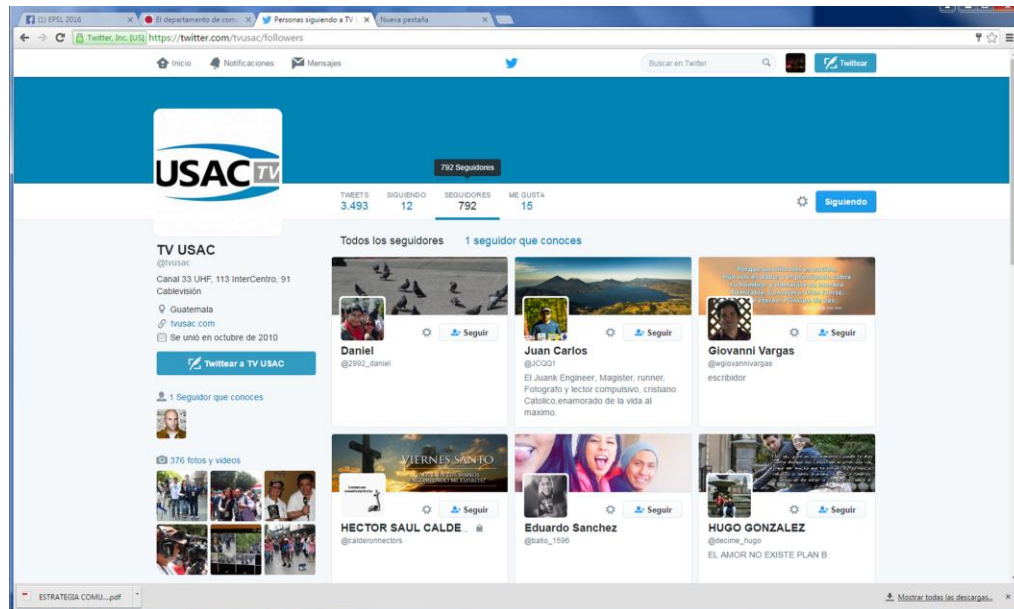 (1) EPSL 2016
El departamento de com
Personas siguiendo a TV U
Nueva pestaña
Twitter, Inc. [US]
https://twitter.com/tvusac/followers
Inicio
Notificaciones
Mensajes
Buscar en Twitter
Twittear
USAC TV
792 Seguidores
TWEETS
3.493
SIGUIENDO
12
SEGUIDORES
792
ME GUSTA
15
Siguiendo
TV USAC
@tvusac
Canal 33 UHF, 113 InterCentro, 91
Cablevisión
Guatemala
tvusac.com
Se unió en octubre de 2010
Twittear a TV USAC
1 Seguidor que conoces
376 fotos y videos
Todos los seguidores
1 seguidor que conoces
Seguir
Daniel
@2992_daniel
Seguir
Juan Carlos
@JCQQ1
El Juank Engineer, Magister, runner,
Fotografo y lector compulsivo, cristiano
Catolico,enamorado de la vida al
maximo.
Seguir
Giovanni Vargas
@wgiovannivargas
escribidor
VIERNES SANTO
Seguir
HECTOR SAUL CALDE...
@calderonhectors
Seguir
Eduardo Sanchez
@batio_1596
Seguir
HUGO GONZALEZ
@decime_hugo
EL AMOR NO EXISTE PLAN B
ESTRATEGIA COMU....pdf
Mostrar todas las descargas...